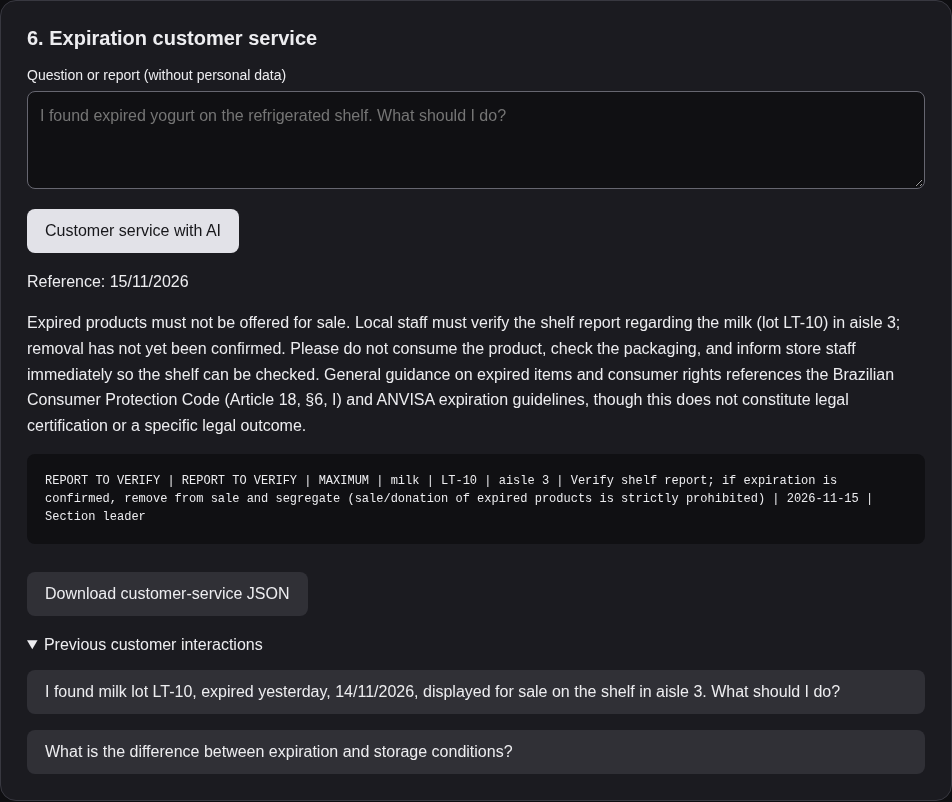 6. Expiration customer service
Question or report (without personal data)
I found expired yogurt on the refrigerated shelf. What should I do?
Customer service with AI
Reference: 15/11/2026
Expired products must not be offered for sale. Local staff must verify the shelf report regarding the milk (lot LT-10) in aisle 3;
removal has not yet been confirmed. Please do not consume the product, check the packaging, and inform store staff
immediately so the shelf can be checked. General guidance on expired items and consumer rights references the Brazilian
Consumer Protection Code (Article 18, §6, I) and ANVISA expiration guidelines, though this does not constitute legal
certification or a specific legal outcome.
REPORT TO VERIFY | REPORT TO VERIFY | MAXIMUM | milk | LT-10 | aisle 3 | Verify shelf report; if expiration is
confirmed, remove from sale and segregate (sale/donation of expired products is strictly prohibited) | 2026-11-15 |
Section leader
Download customer-service JSON
▼ Previous customer interactions
I found milk lot LT-10, expired yesterday, 14/11/2026, displayed for sale on the shelf in aisle 3. What should I do?
What is the difference between expiration and storage conditions?